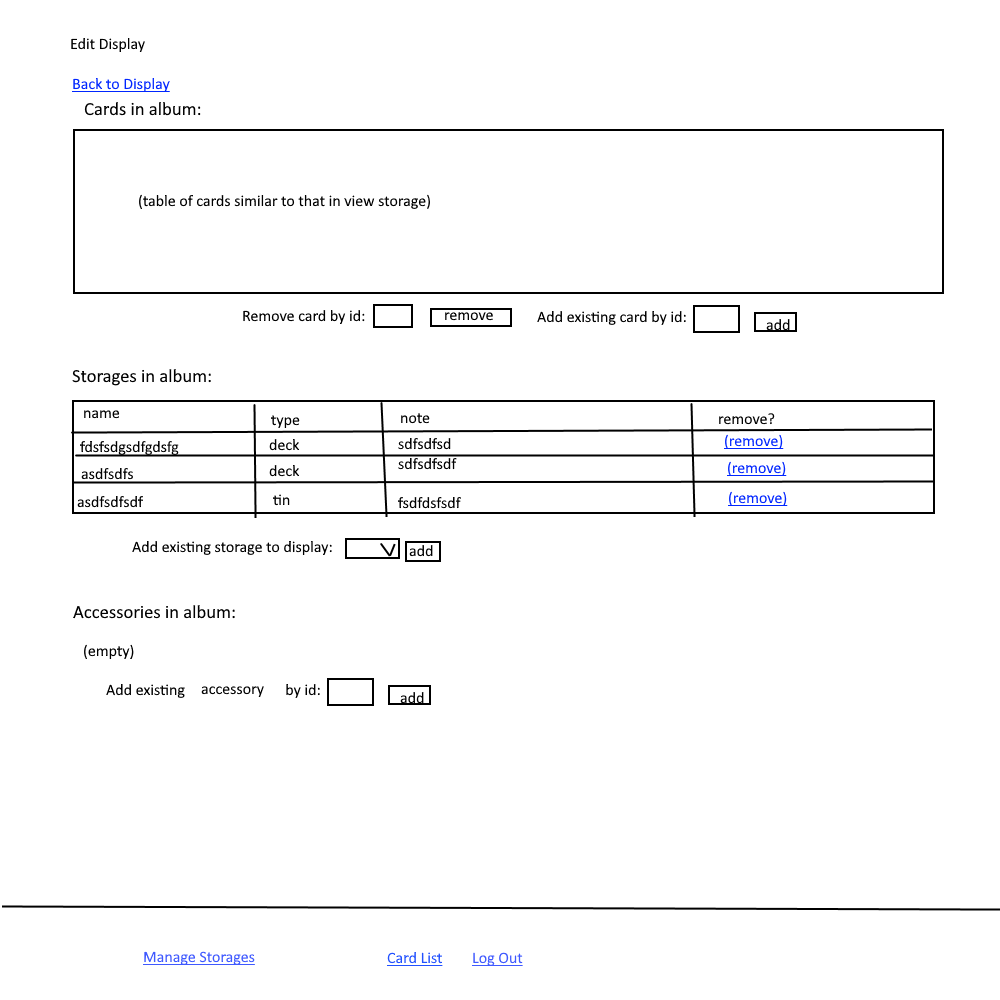 Edit Display
Back to Display
Cards in album:
(table of cards similar to that in view storage)
Remove card by id: remove Add existing card by id: add
Storages in album:
name type note remove?
fdsfsdgsdfgdsfg deck sdfsdfsd (remove)
asdfsdfs deck sdfsdfsdf (remove)
asdfsdfsdf tin fsdfdsfsdf (remove)
Add existing storage to display: add
Accessories in album:
(empty)
Add existing accessory by id: add
Manage Storages Card List Log Out